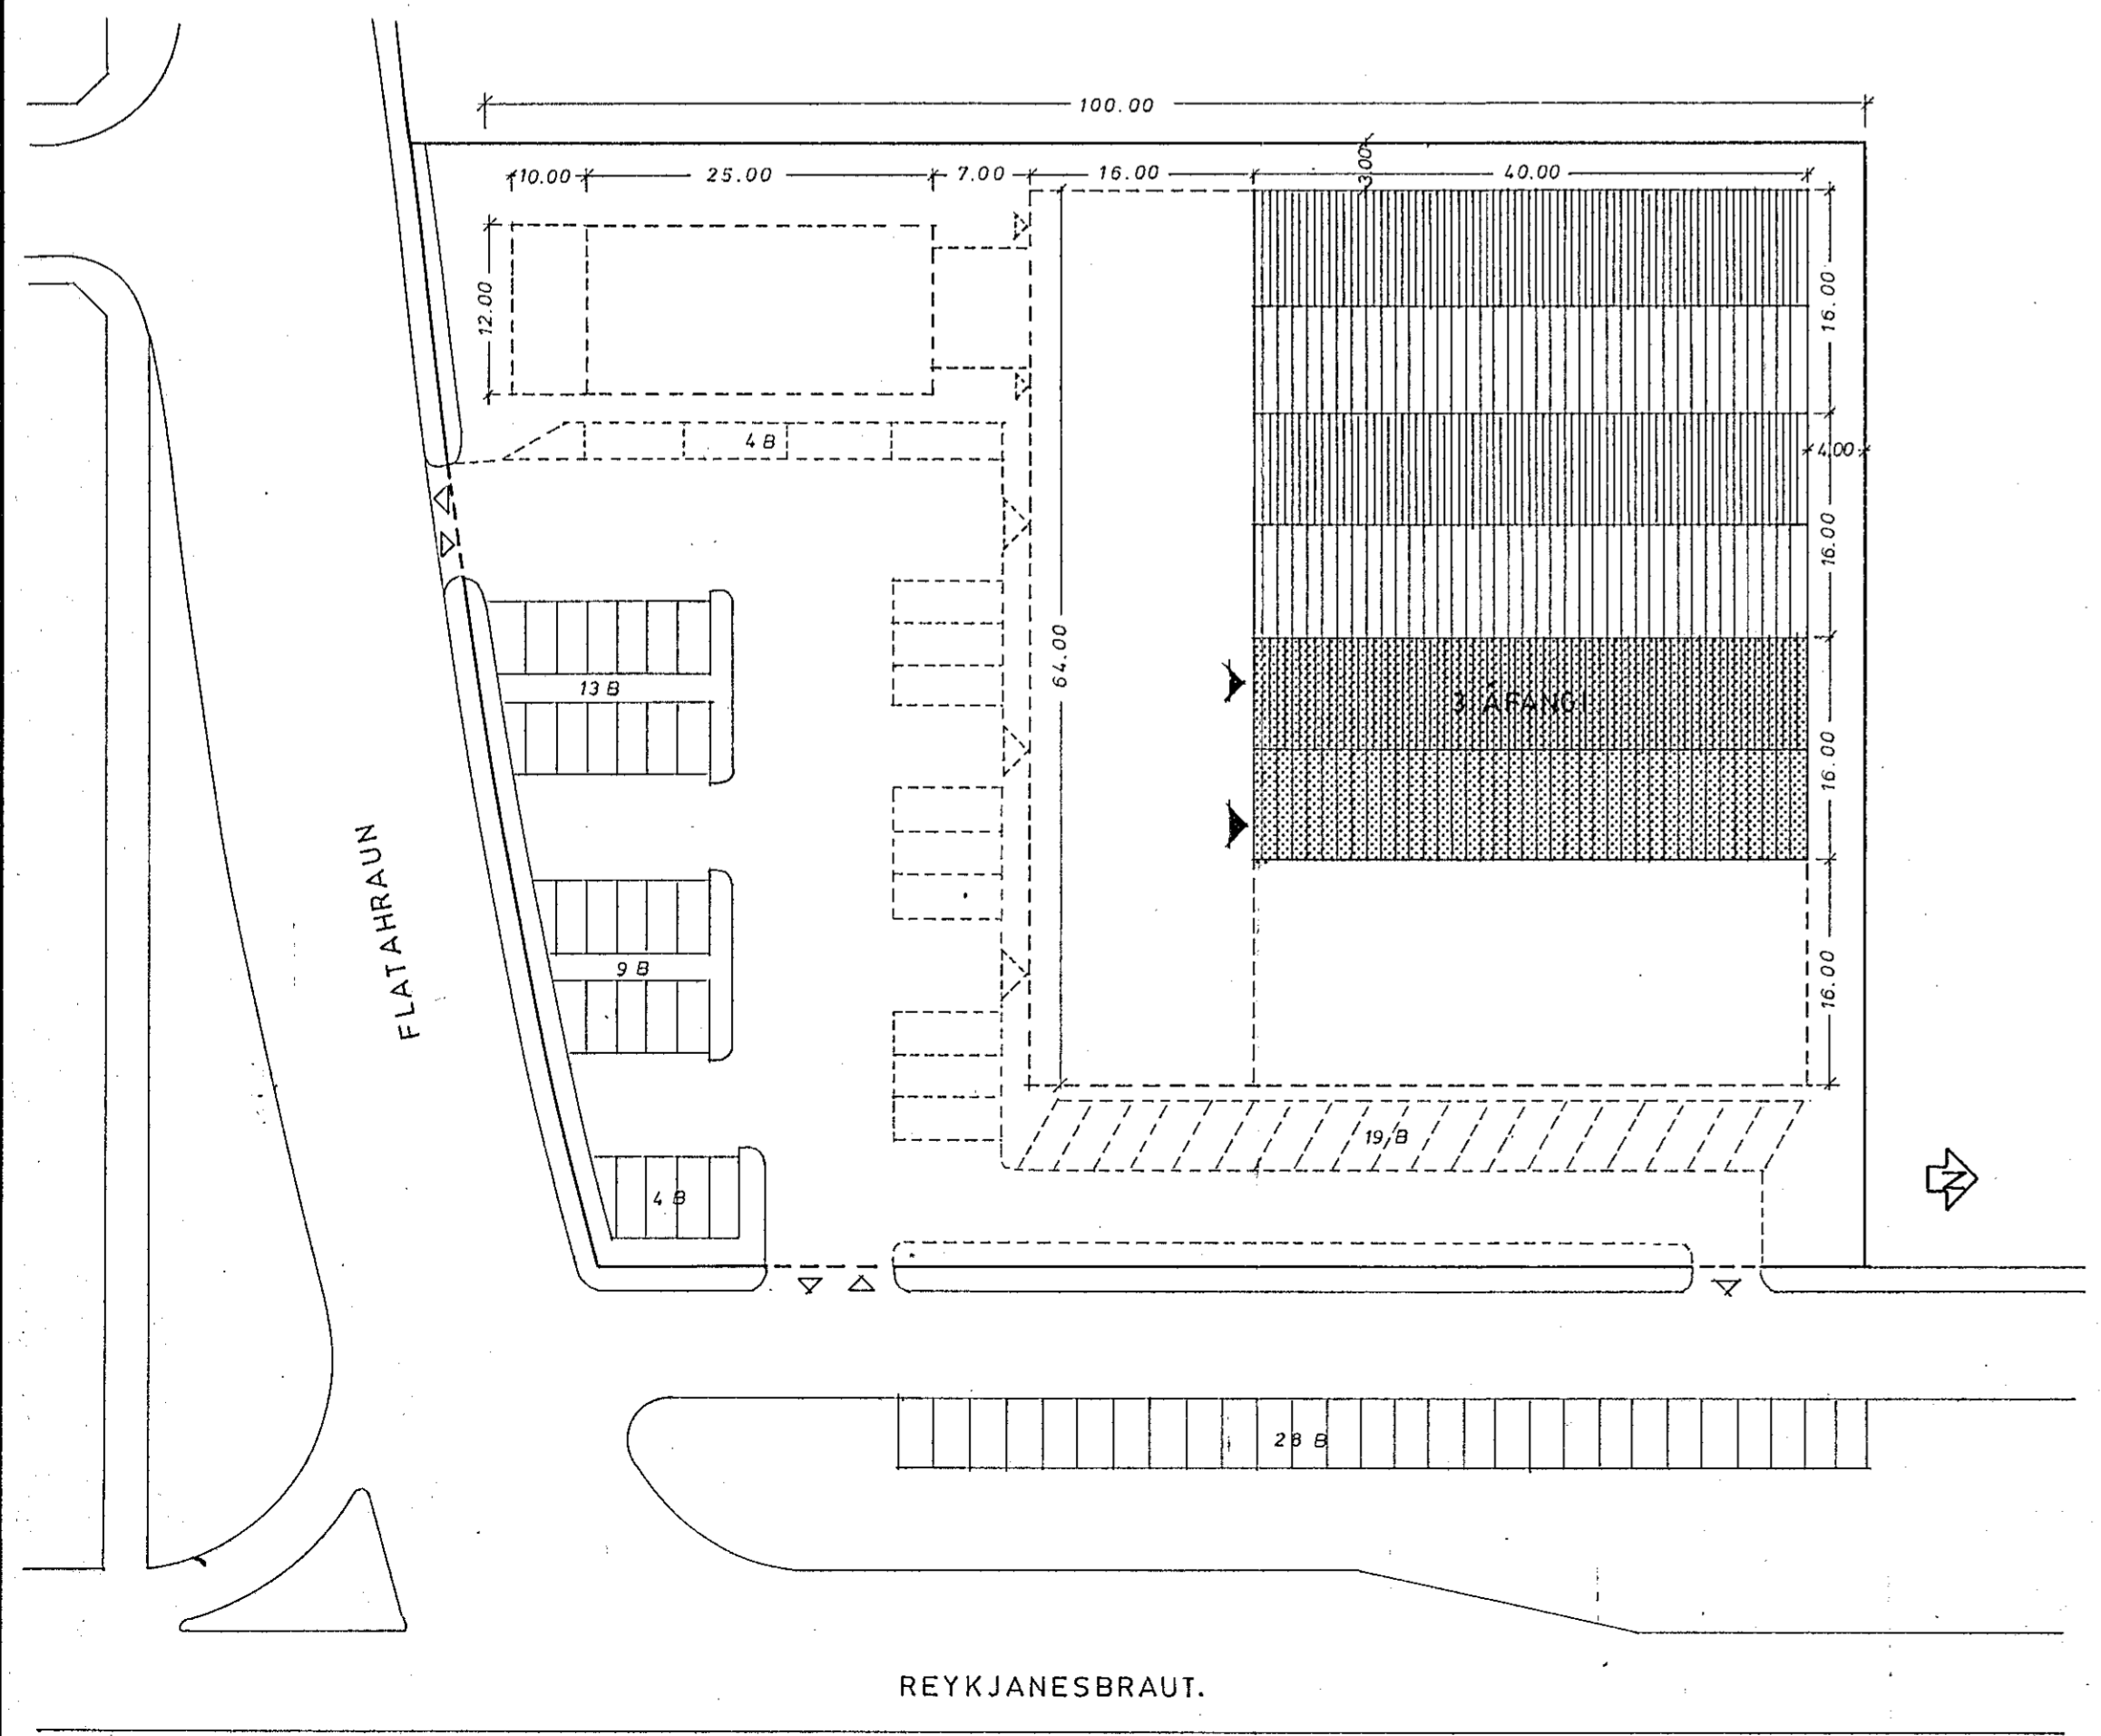 100.00
10.00
25.00
7.00
16.00
3.00
40.00
12.00
16.00
4 B
4.00
16.00
64.00
13 B
3. ÁFANGI.
16.00
FLATAHRAUN
9 B
16.00
19 B
4 B
N
28 B
REYKJANESBRAUT.